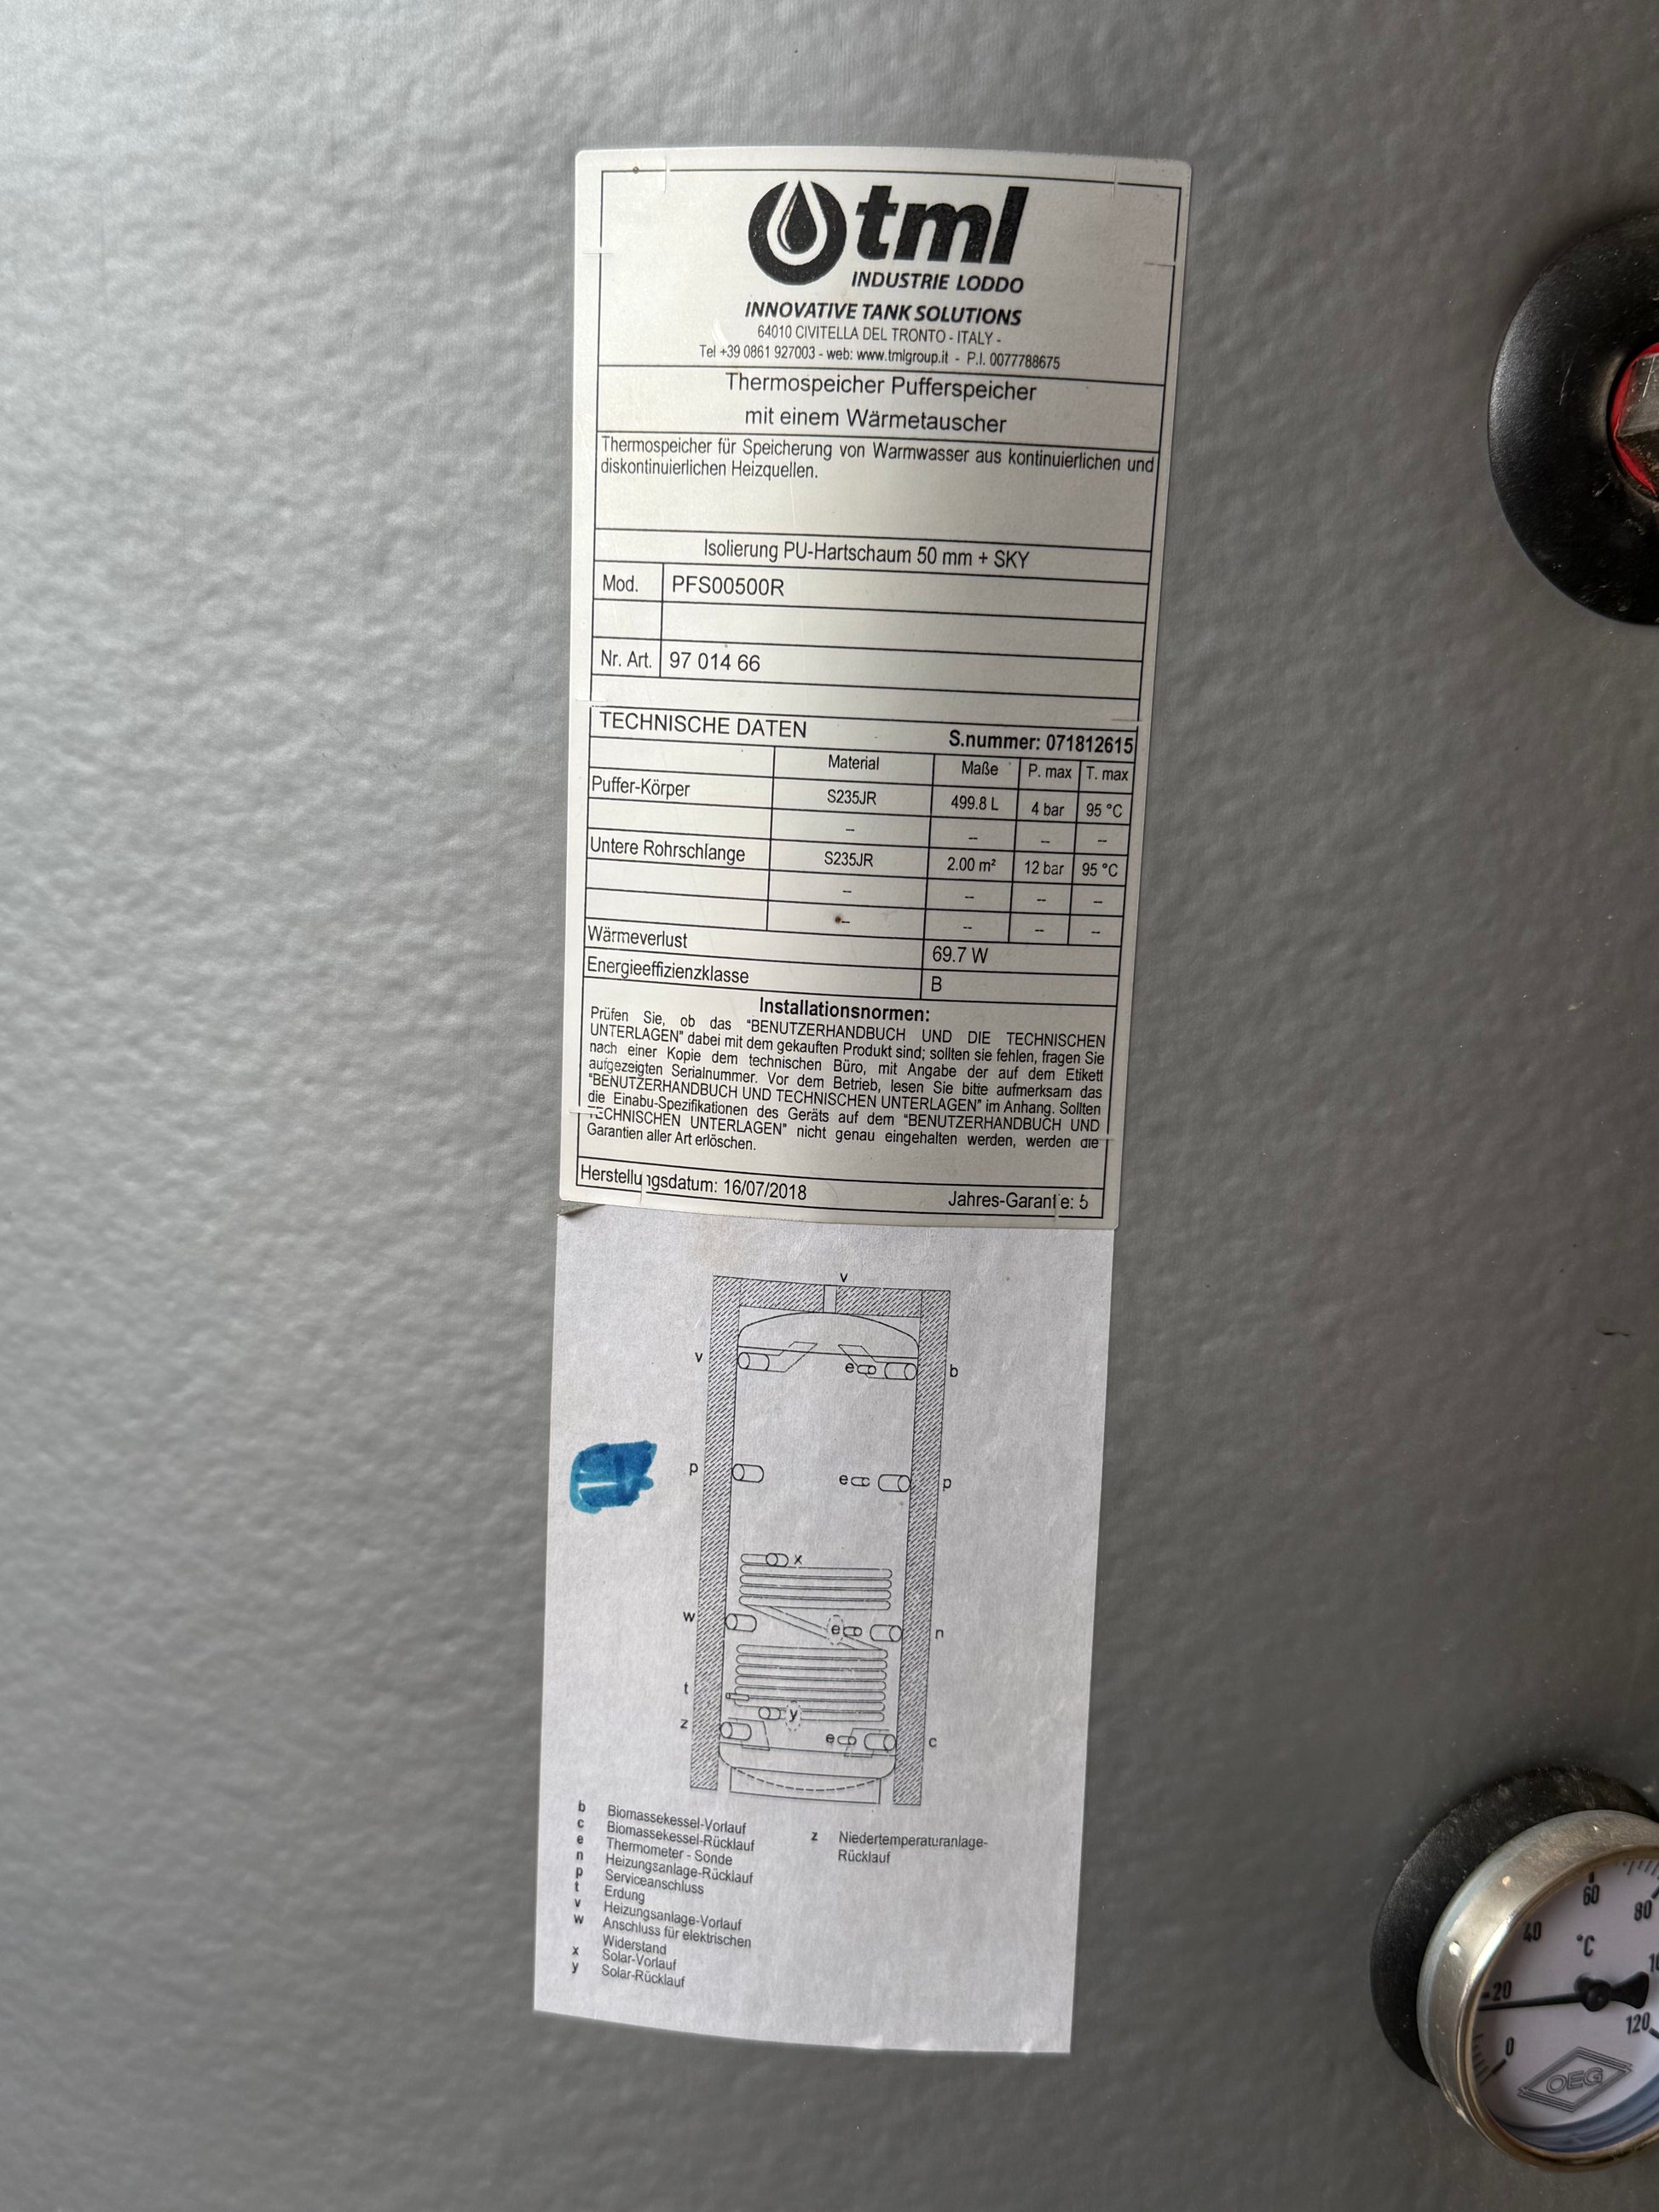 tml
INDUSTRIE LODDO
INNOVATIVE TANK SOLUTIONS
64010 CIVITELLA DEL TRONTO - ITALY -
Tel +39 0861 927003 - web: www.tmlgroup.it - P.I. 0077788675
Thermospeicher Pufferspeicher
mit einem Wärmetauscher
Thermospeicher für Speicherung von Warmwasser aus kontinuierlichen und
diskontinuierlichen Heizquellen.
Isolierung PU-Hartschaum 50 mm + SKY
Mod. PFS00500R
Nr. Art. 97 014 66
TECHNISCHE DATEN S.nummer: 071812615
Material Maße P. max T. max
Puffer-Körper S235JR 499.8 L 4 bar 95 °C
-- -- -- --
Untere Rohrschlange S235JR 2.00 m² 12 bar 95 °C
-- -- -- --
-- -- -- --
Wärmeverlust 69.7 W
Energieeffizienzklasse B
Installationsnormen:
Prüfen Sie, ob das "BENUTZERHANDBUCH UND DIE TECHNISCHEN
UNTERLAGEN" dabei mit dem gekauften Produkt sind; sollten sie fehlen, fragen Sie
nach einer Kopie dem technischen Büro, mit Angabe der auf dem Etikett
aufgezeigten Serialnummer. Vor dem Betrieb, lesen Sie bitte aufmerksam das
"BENUTZERHANDBUCH UND TECHNISCHEN UNTERLAGEN" im Anhang. Sollten
die Einabu-Spezifikationen des Geräts auf dem "BENUTZERHANDBUCH UND
TECHNISCHEN UNTERLAGEN" nicht genau eingehalten werden, werden die
Garantien aller Art erlöschen.
Herstellungsdatum: 16/07/2018 Jahres-Garantie: 5
v
v e b
p e p
x
w e n
t
y
z e c
b Biomassekessel-Vorlauf
c Biomassekessel-Rücklauf
e Thermometer - Sonde
n Heizungsanlage-Rücklauf
p Serviceanschluss
t Erdung
v Heizungsanlage-Vorlauf
w Anschluss für elektrischen
Widerstand
x Solar-Vorlauf
y Solar-Rücklauf
z Niedertemperaturanlage-
Rücklauf
60
80
40
°C
20
120
0
OEG